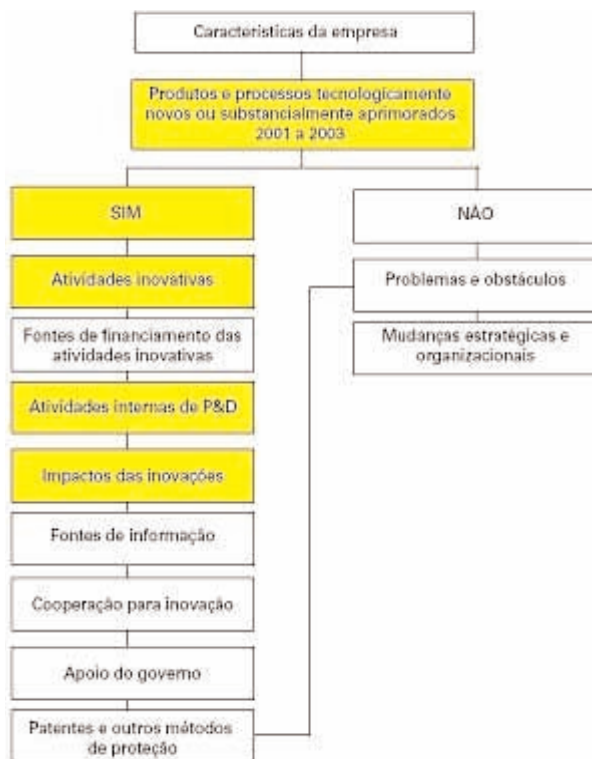 Características da empresa
Produtos e processos tecnologicamente
novos ou substancialmente aprimorados
2001 a 2003
SIM
NÃO
Atividades inovativas
Problemas e obstáculos
Fontes de financiamento das
atividades inovativas
Mudanças estratégicas e
organizacionais
Atividades internas de P&D
Impactos das inovações
Fontes de informação
Cooperação para inovação
Apoio do governo
Patentes e outros métodos
de proteção